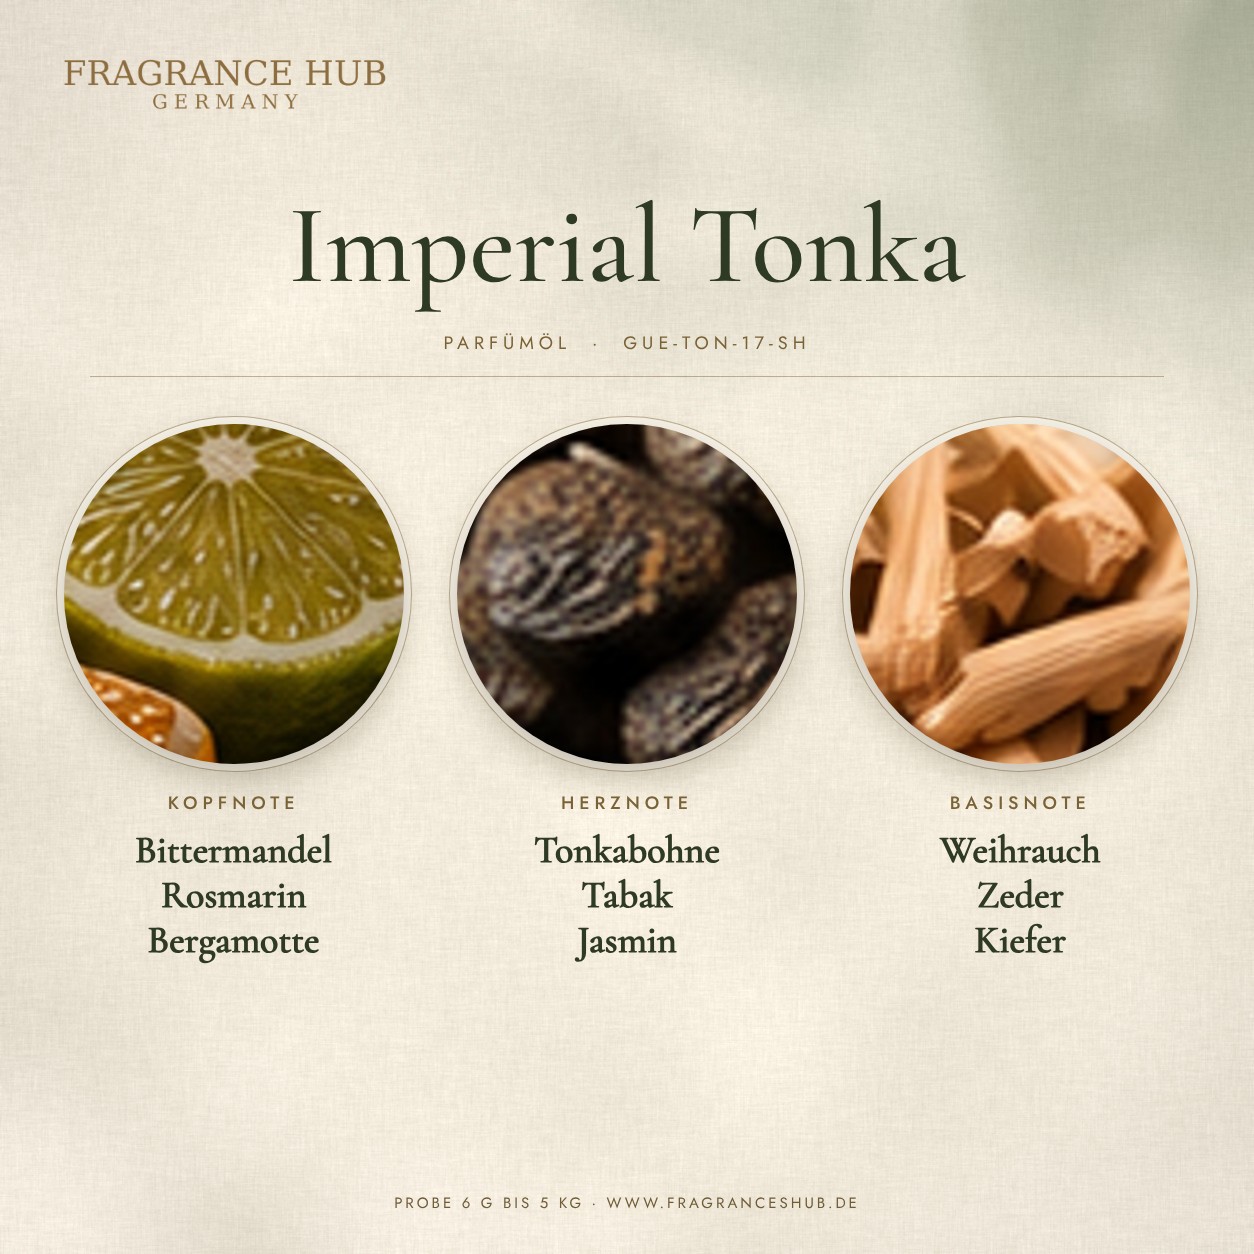 FRAGRANCE HUB
GERMANY
Imperial Tonka
PARFÜMÖL · GUE-TON-17-SH
KOPFNOTE
Bittermandel
Rosmarin
Bergamotte
HERZNOTE
Tonkabohne
Tabak
Jasmin
BASISNOTE
Weihrauch
Zeder
Kiefer
PROBE 6 G BIS 5 KG · WWW.FRAGRANCESHUB.DE